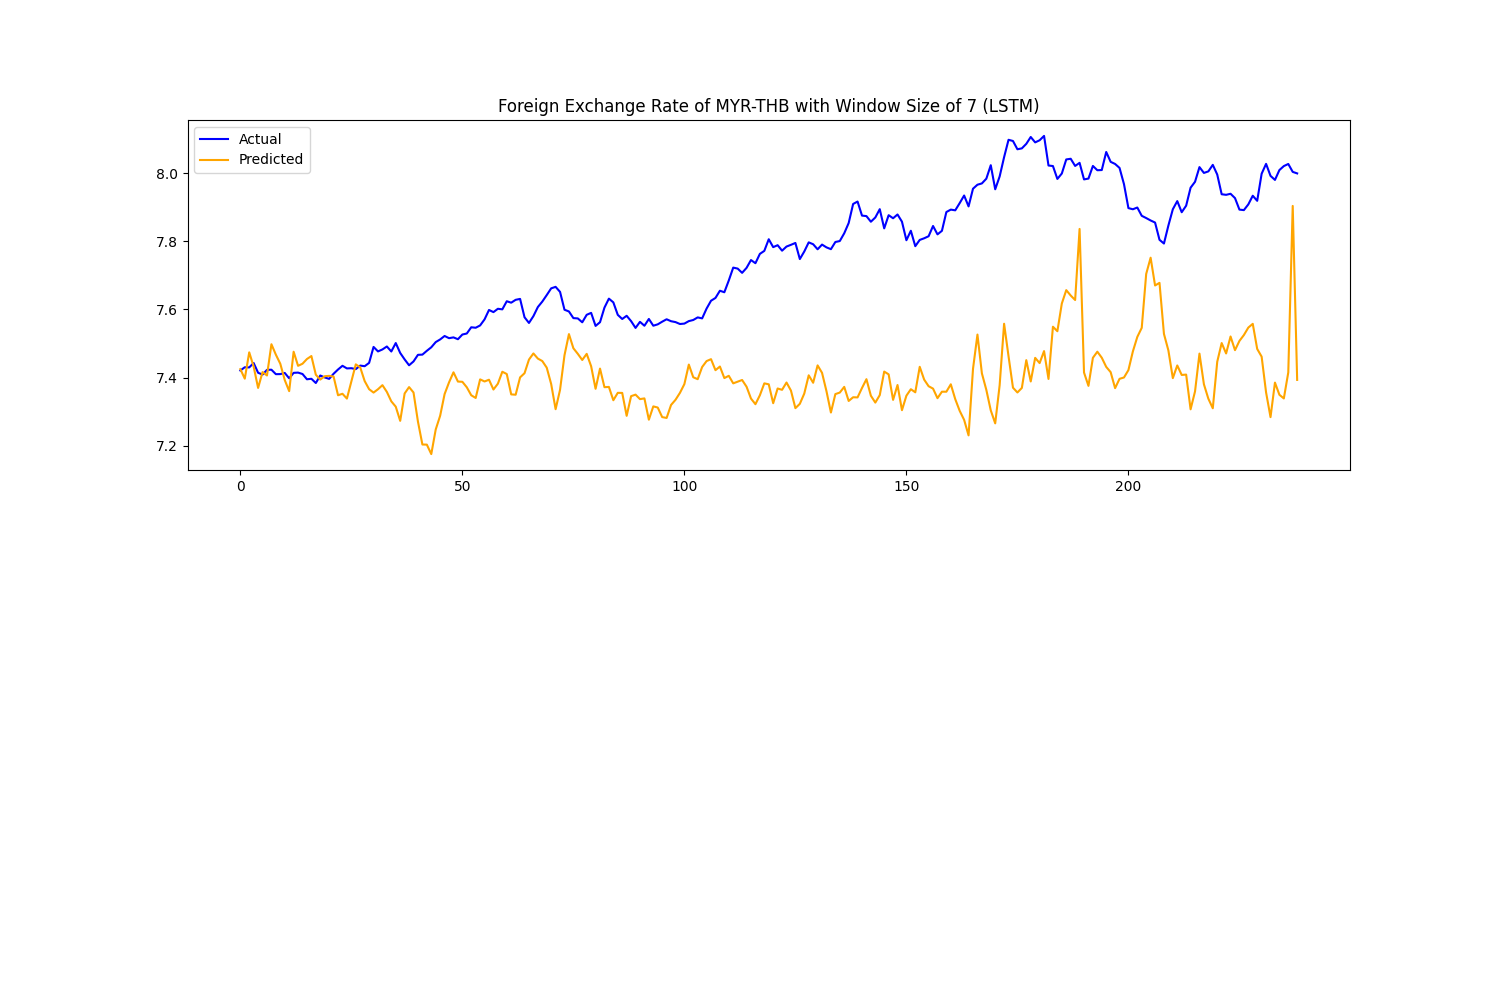 Foreign Exchange Rate of MYR-THB with Window Size of 7 (LSTM)
Actual
Predicted
8.0
7.8
7.6
7.4
7.2
0 50 100 150 200